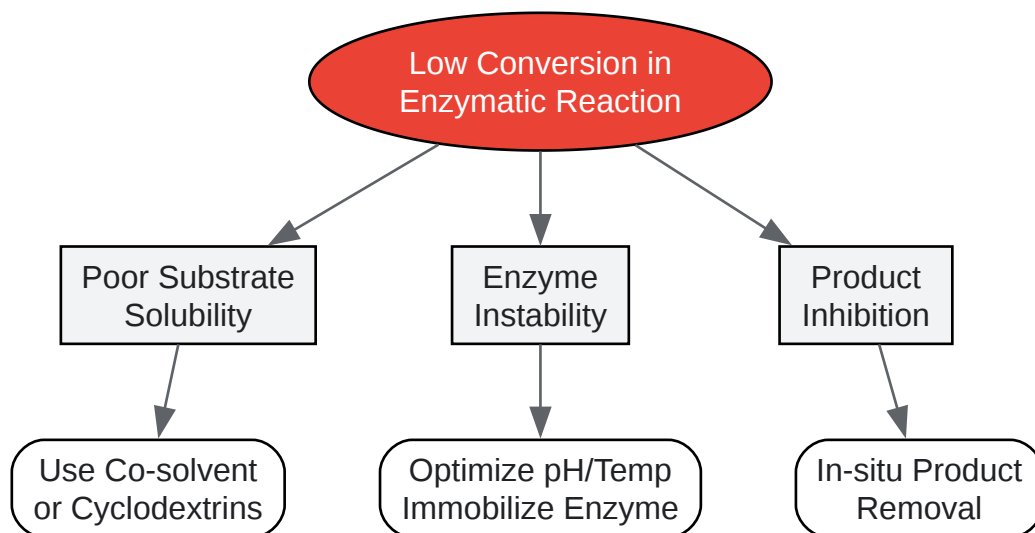 Low Conversion in
Enzymatic Reaction
Poor Substrate
Solubility
Enzyme
Instability
Product
Inhibition
Use Co-solvent
or Cyclodextrins
Optimize pH/Temp
Immobilize Enzyme
In-situ Product
Removal